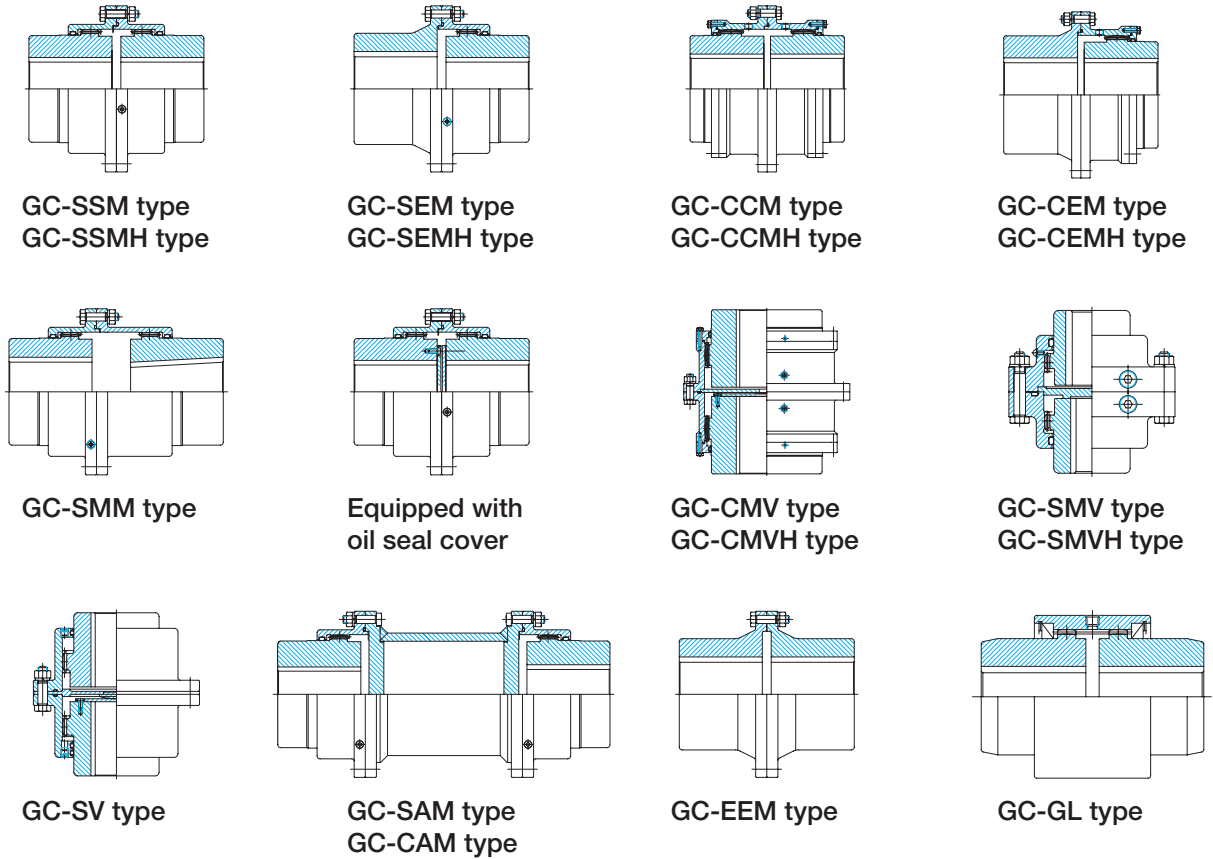 GC-SSM type
GC-SSMH type
GC-SEM type
GC-SEMH type
GC-CCM type
GC-CCMH type
GC-CEM type
GC-CEMH type
GC-SMM type
Equipped with
oil seal cover
GC-CMV type
GC-CMVH type
GC-SMV type
GC-SMVH type
GC-SV type
GC-SAM type
GC-CAM type
GC-EEM type
GC-GL type